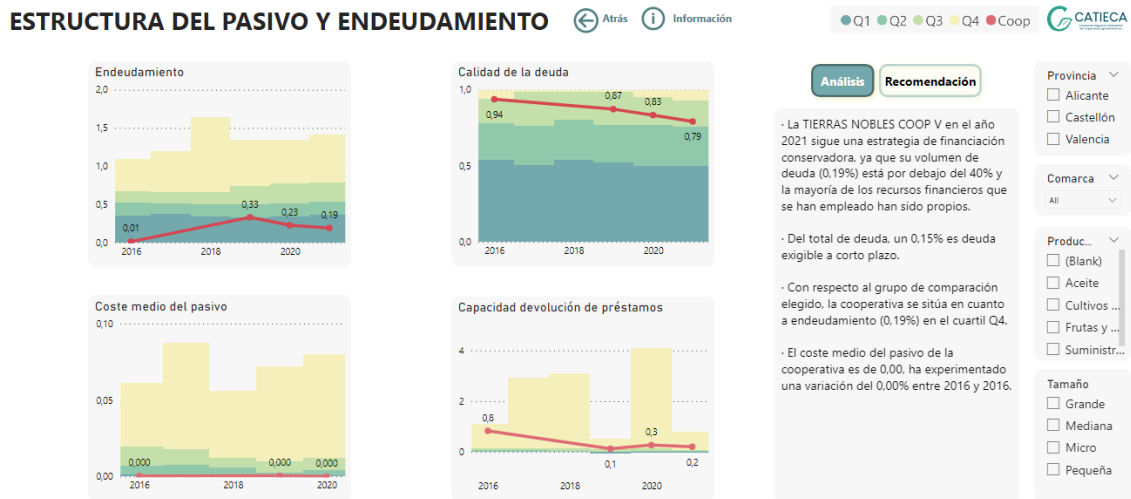 ESTRUCTURA DEL PASIVO Y ENDEUDAMIENTO
Atrás
Información
Q1 Q2 Q3 Q4 Coop
CATIECA
Endeudamiento
2,0
1,5
1,0
0,5
0,0
0,01
0,33
0,23
0,19
2016 2018 2020
Calidad de la deuda
1,0
0,5
0,0
0,94
0,87
0,83
0,79
2016 2018 2020
Coste medio del pasivo
0,10
0,05
0,00
0,000 0,000 0,000
2016 2018 2020
Capacidad devolución de préstamos
4
2
0
0,8
0,1
0,3
0,2
2016 2018 2020
Análisis
Recomendación
· La TIERRAS NOBLES COOP V en el año
2021 sigue una estrategia de financiación
conservadora, ya que su volumen de
deuda (0,19%) está por debajo del 40% y
la mayoría de los recursos financieros que
se han empleado han sido propios.
· Del total de deuda, un 0,15% es deuda
exigible a corto plazo.
· Con respecto al grupo de comparación
elegido, la cooperativa se sitúa en cuanto
a endeudamiento (0,19%) en el cuartil Q4.
· El coste medio del pasivo de la
cooperativa es de 0,00, ha experimentado
una variación del 0,00% entre 2016 y 2016.
Provincia
Alicante
Castellón
Valencia
Comarca
All
Produc...
(Blank)
Aceite
Cultivos ...
Frutas y ...
Suministr...
Tamaño
Grande
Mediana
Micro
Pequeña